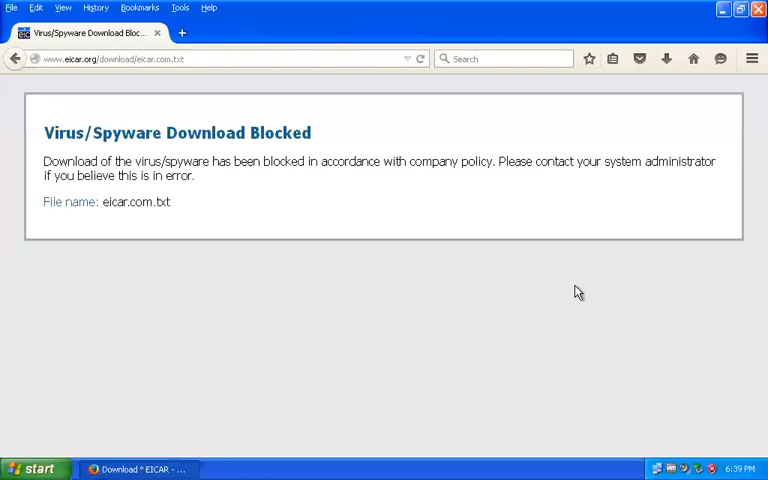 File Edit View History Bookmarks Tools Help
Virus/Spyware Download Bloc...
www.eicar.org/download/eicar.com.txt
Search
Virus/Spyware Download Blocked
Download of the virus/spyware has been blocked in accordance with company policy. Please contact your system administrator
if you believe this is in error.
File name: eicar.com.txt
start
Download ° EICAR - ...
6:39 PM